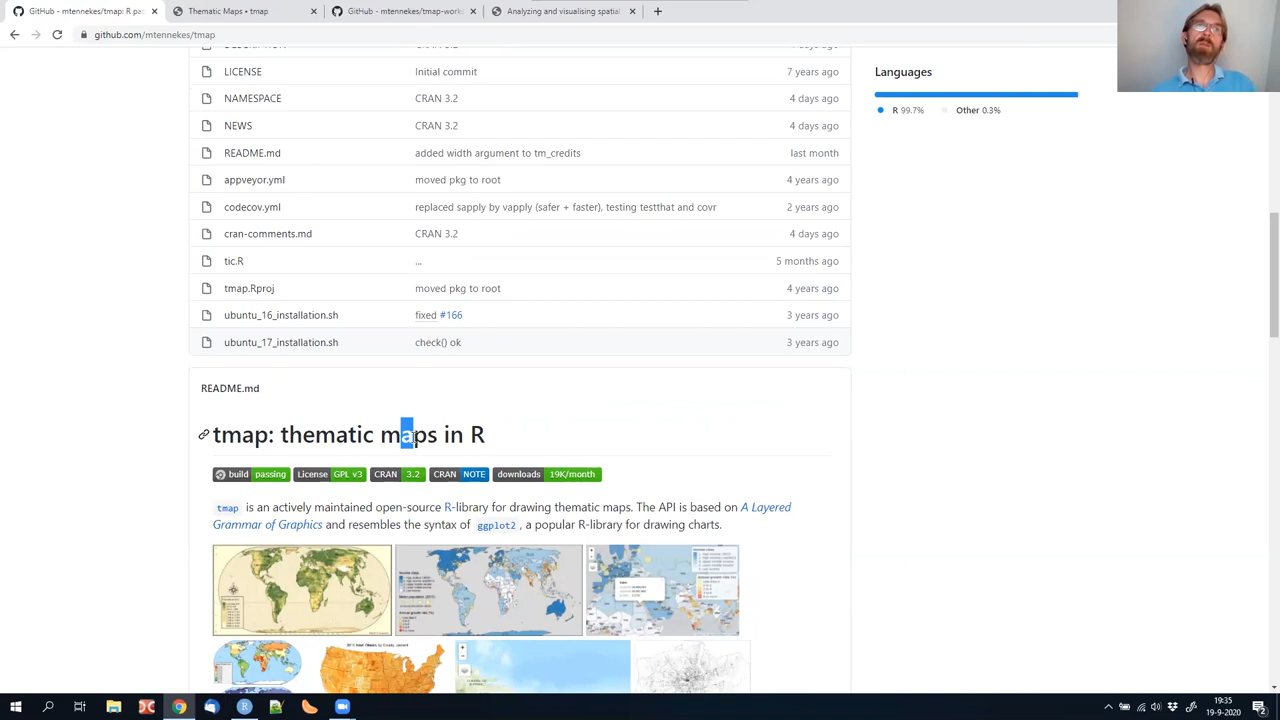 GitHub - mtennekes/tmap: R pa
Thematic Maps • tmap
GitHub - mtennekes/tmap-work
Analyzing and visualising spatial
github.com/mtennekes/tmap
CRAN 3.2
LICENSE Initial commit 7 years ago
NAMESPACE CRAN 3.2 4 days ago
NEWS CRAN 3.2 4 days ago
README.md added width argument to tm_credits last month
appveyor.yml moved pkg to root 4 years ago
codecov.yml replaced sapply by vapply (safer + faster), testing testthat and covr 2 years ago
cran-comments.md CRAN 3.2 4 days ago
tic.R ... 5 months ago
tmap.Rproj moved pkg to root 4 years ago
ubuntu_16_installation.sh fixed #166 3 years ago
ubuntu_17_installation.sh check() ok 3 years ago
Languages
R 99.7% Other 0.3%
README.md
tmap: thematic maps in R
build passing License GPL v3 CRAN 3.2 CRAN NOTE downloads 19K/month
tmap is an actively maintained open-source R-library for drawing thematic maps. The API is based on A Layered
Grammar of Graphics and resembles the syntax of ggplot2 , a popular R-library for drawing charts.
19:35
19-9-2020